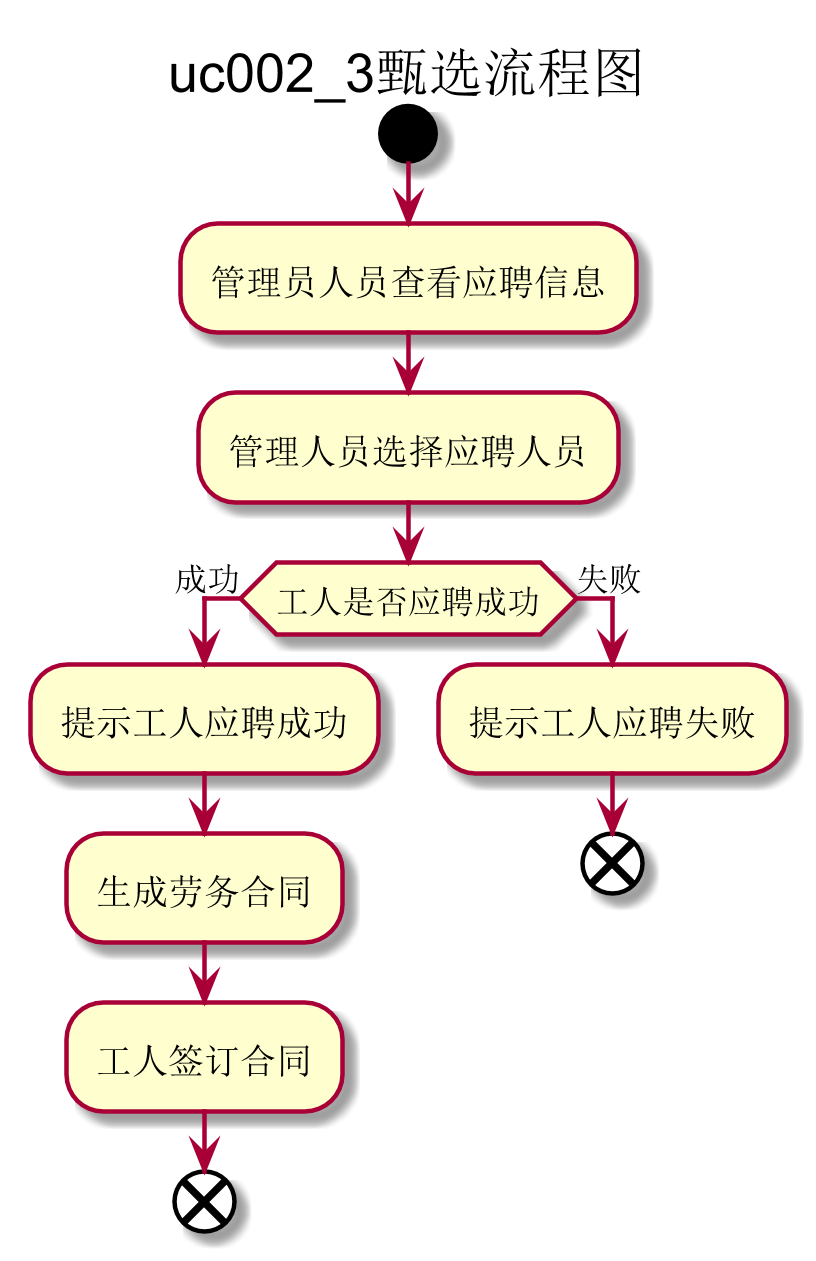 uc002_3甄选流程图
管理员人员查看应聘信息
管理人员选择应聘人员
成功
工人是否应聘成功
失败
提示工人应聘成功
提示工人应聘失败
生成劳务合同
工人签订合同